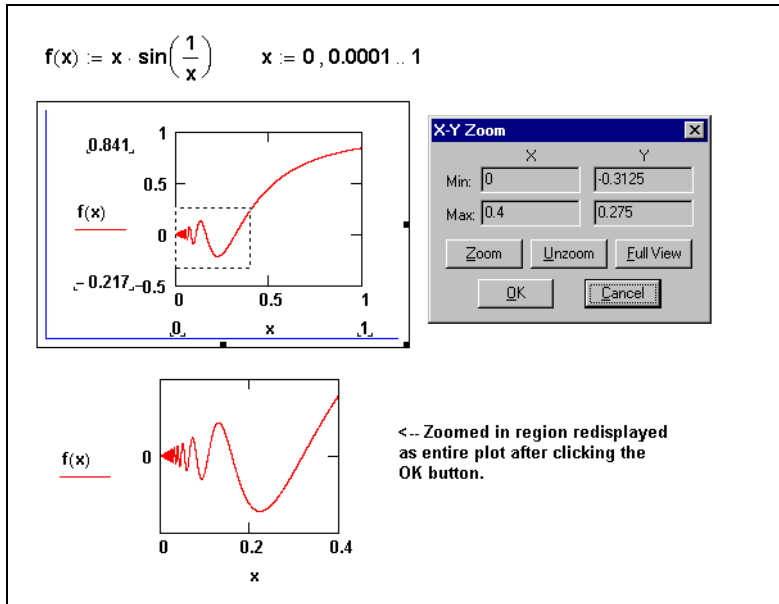 f(x) := x · sin(1/x)   x := 0 , 0.0001 .. 1
0.841
1
0.5
f(x)
0
− 0.217
−0.5
0
0.5
1
0
x
1
X-Y Zoom
X
Y
Min:
0
-0.3125
Max:
0.4
0.275
Zoom
Unzoom
Full View
OK
Cancel
f(x)
0
0
0.2
0.4
x
<-- Zoomed in region redisplayed
as entire plot after clicking the
OK button.